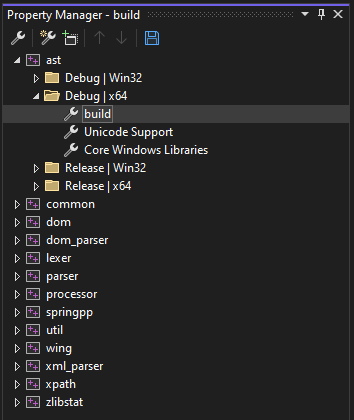 Property Manager - build
ast
Debug | Win32
Debug | x64
build
Unicode Support
Core Windows Libraries
Release | Win32
Release | x64
common
dom
dom_parser
lexer
parser
processor
springpp
util
wing
xml_parser
xpath
zlibstat